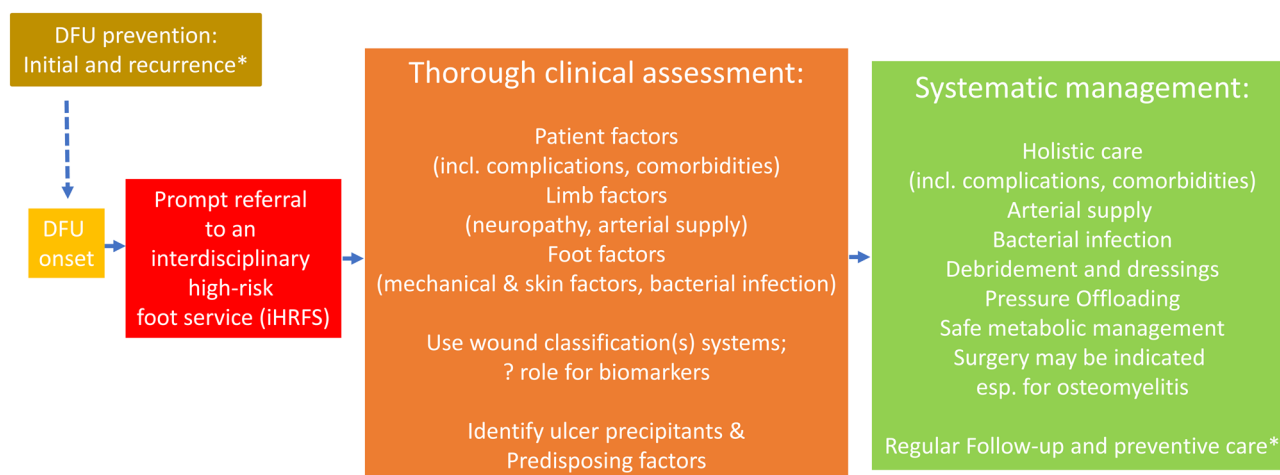 DFU prevention:
Initial and recurrence*
DFU
onset
Prompt referral
to an
interdisciplinary
high-risk
foot service (iHRFS)
Thorough clinical assessment:
Patient factors
(incl. complications, comorbidities)
Limb factors
(neuropathy, arterial supply)
Foot factors
(mechanical & skin factors, bacterial infection)
Use wound classification(s) systems;
? role for biomarkers
Identify ulcer precipitants &
Predisposing factors
Systematic management:
Holistic care
(incl. complications, comorbidities)
Arterial supply
Bacterial infection
Debridement and dressings
Pressure Offloading
Safe metabolic management
Surgery may be indicated
esp. for osteomyelitis
Regular Follow-up and preventive care*